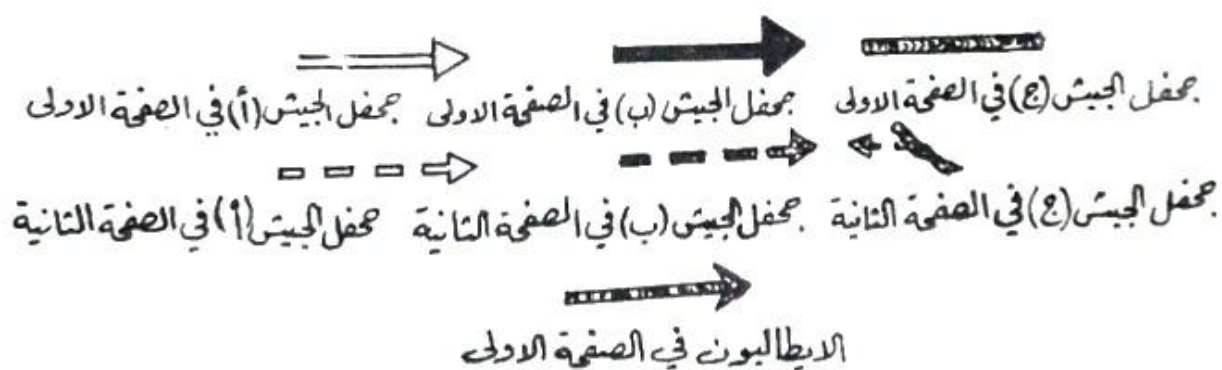 جحفل الجيش (ج) في الصفحة الاولى جحفل الجيش (ب) في الصفحة الاولى جحفل الجيش (أ) في الصفحة الاولى
جحفل الجيش (ج) في الصفحة الثانية جحفل الجيش (ب) في الصفحة الثانية جحفل الجيش (أ) في الصفحة الثانية
الايطاليون في الصفحة الاولى